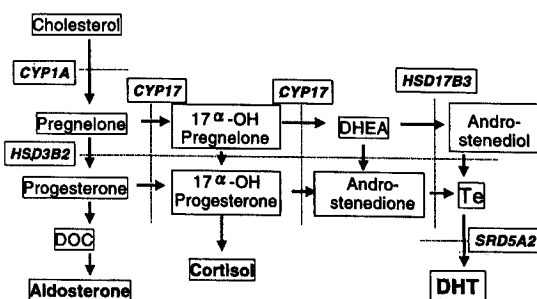 Cholesterol
CYP1A
CYP17
CYP17
HSD17B3
Pregnelone
17α-OH
Pregnelone
DHEA
Andro-
stenediol
HSD3B2
Progesterone
17α-OH
Progesterone
Andro-
stenedione
Te
DOC
SRD5A2
Aldosterone
Cortisol
DHT